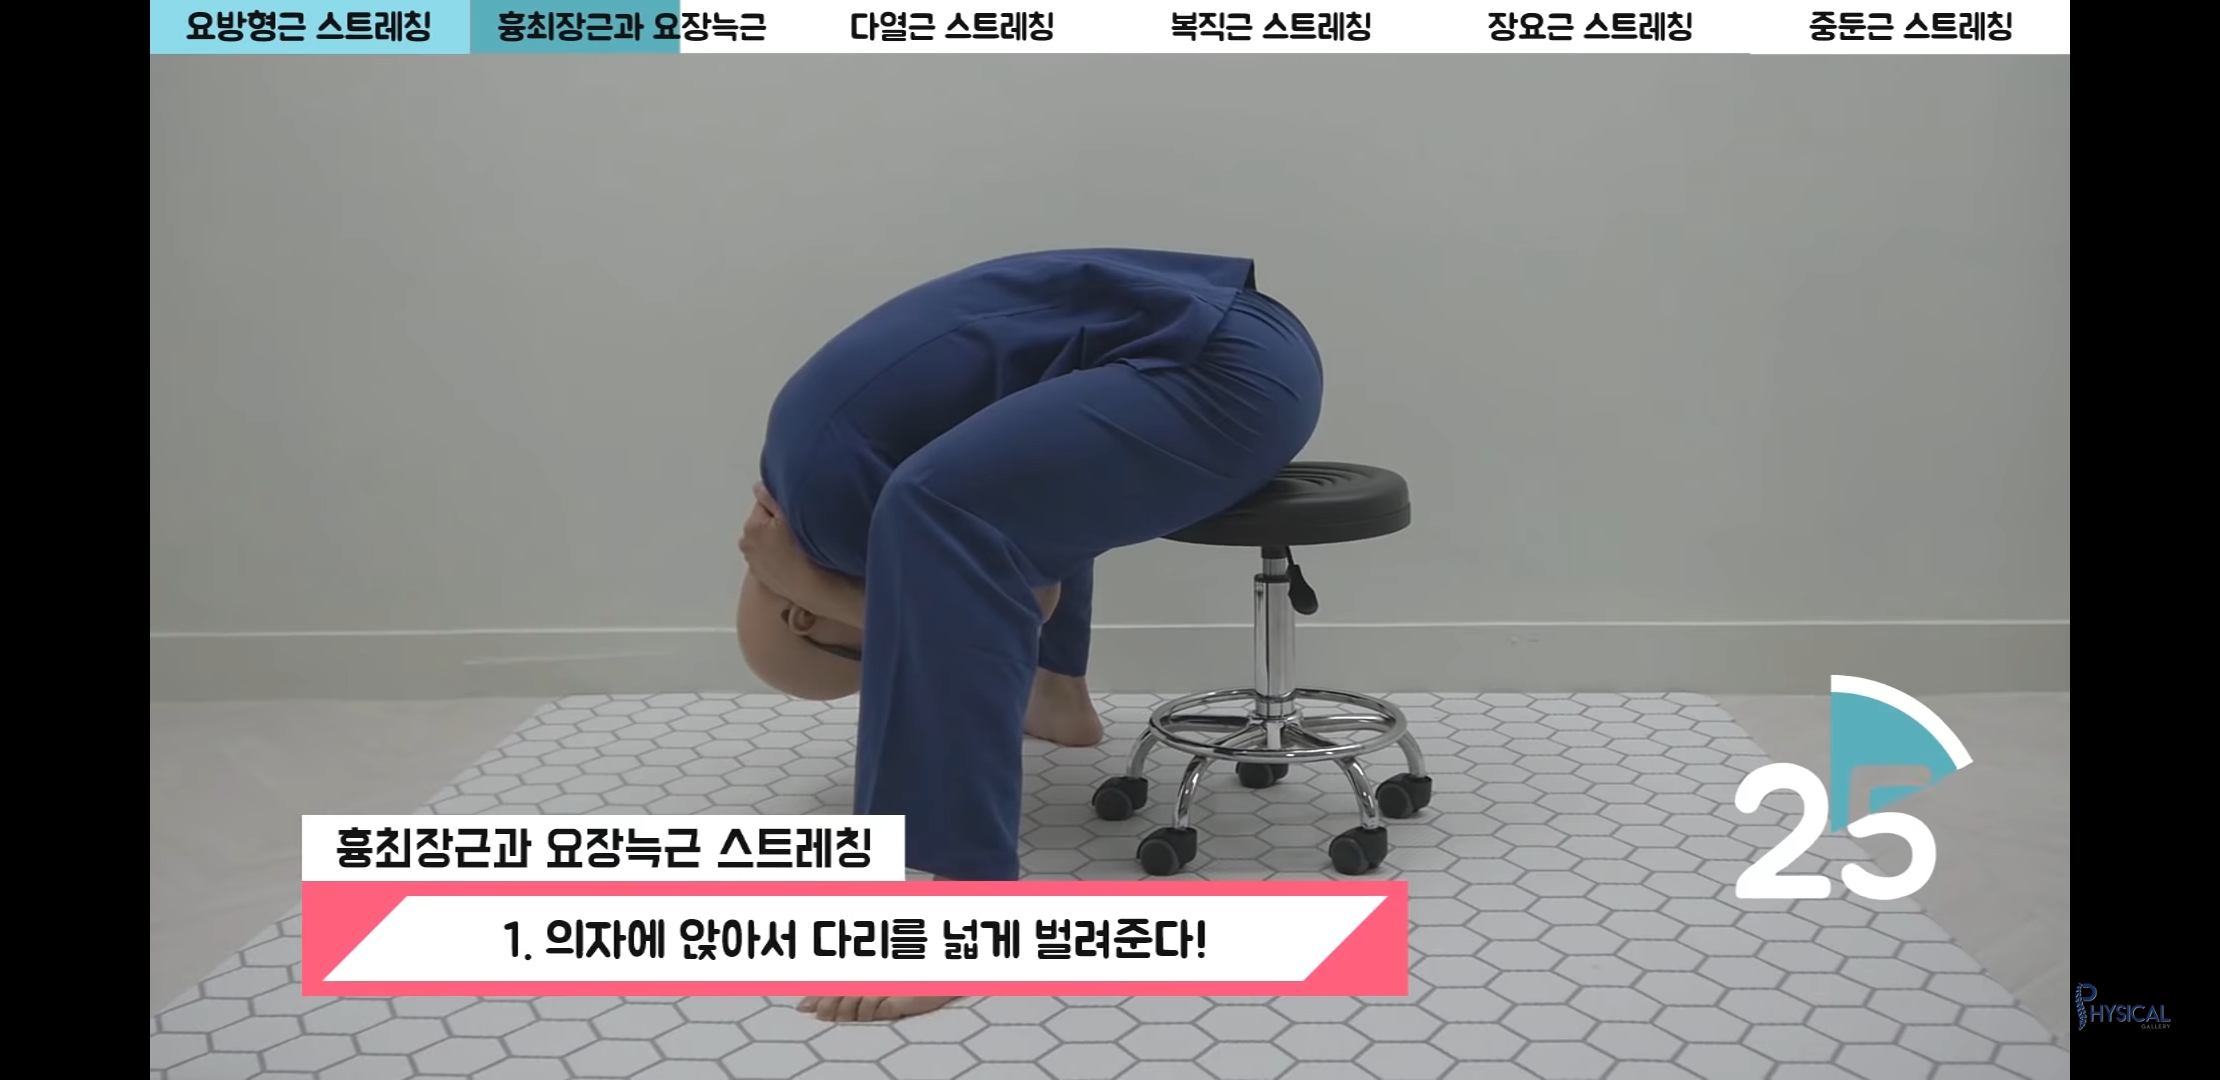 요방형근 스트레칭
흉최장근과 요장늑근
다열근 스트레칭
복직근 스트레칭
장요근 스트레칭
중둔근 스트레칭
25
흉최장근과 요장늑근 스트레칭
1. 의자에 앉아서 다리를 넓게 벌려준다!
PHYSICAL
GALLERY